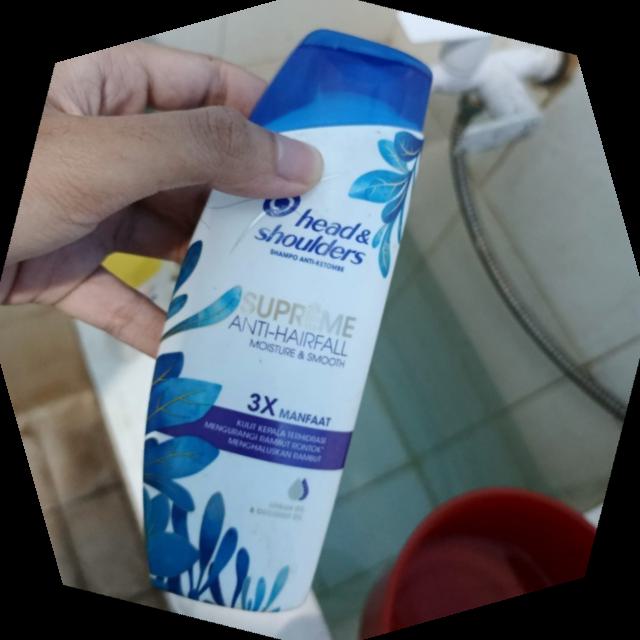 head&
shoulders
SHAMPO ANTI-KETOMBE
SUPRÊME
ANTI-HAIRFALL
MOISTURE & SMOOTH
3X MANFAAT
KULIT KEPALA TERHIDRASI
MENGURANGI RAMBUT RONTOK*
MENGHALUSKAN RAMBUT